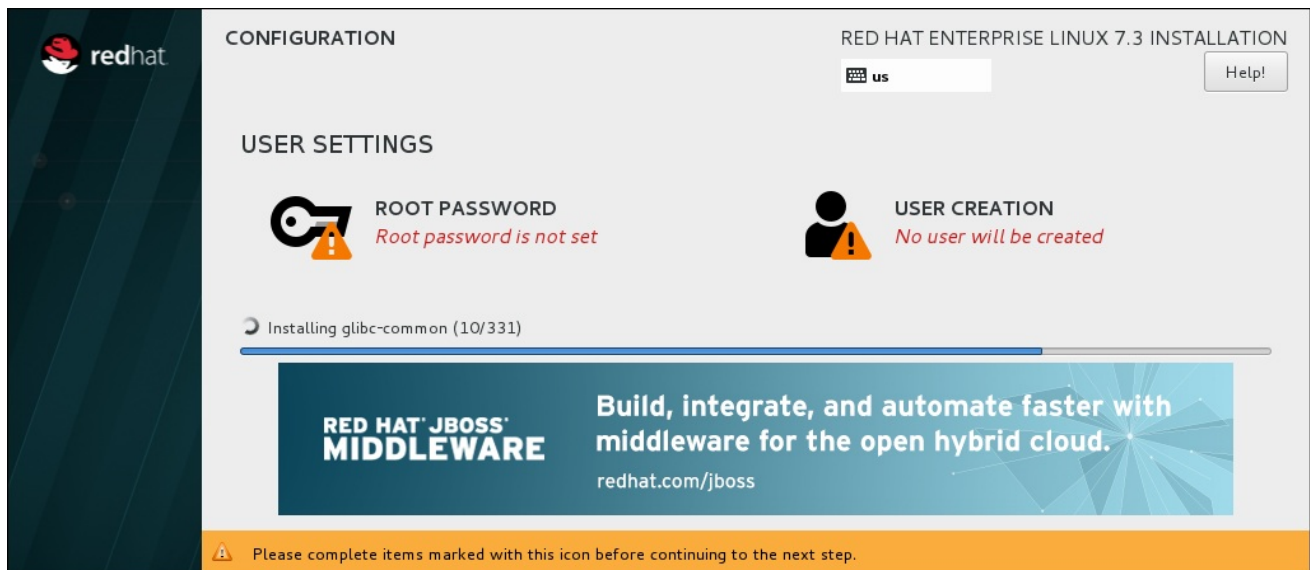 redhat
CONFIGURATION
RED HAT ENTERPRISE LINUX 7.3 INSTALLATION
us
Help!
USER SETTINGS
ROOT PASSWORD
Root password is not set
USER CREATION
No user will be created
Installing glibc-common (10/331)
RED HAT® JBOSS®
MIDDLEWARE
Build, integrate, and automate faster with
middleware for the open hybrid cloud.
redhat.com/jboss
Please complete items marked with this icon before continuing to the next step.